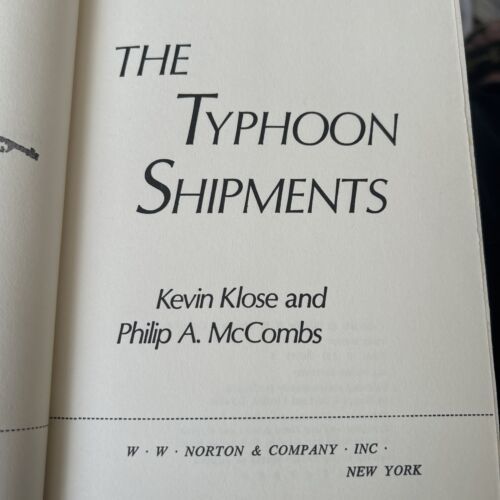 THE
TYPHOON
SHIPMENTS
Kevin Klose and
Philip A. McCombs
W · W · NORTON & COMPANY · INC ·
NEW YORK